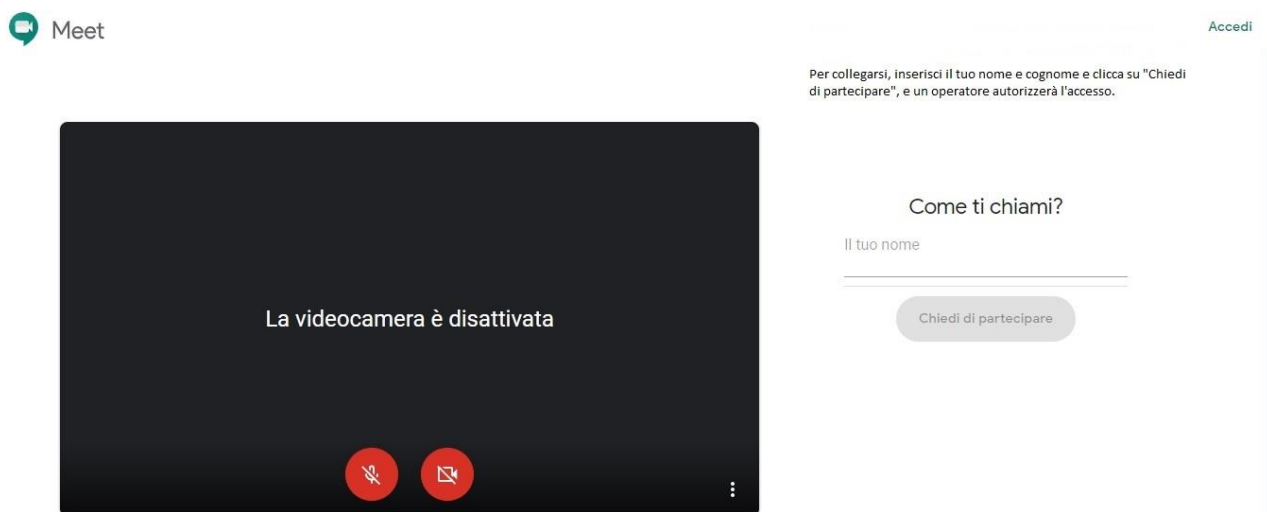 Meet
Accedi
Per collegarsi, inserisci il tuo nome e cognome e clicca su "Chiedi
di partecipare", e un operatore autorizzerà l'accesso.
Come ti chiami?
Il tuo nome
Chiedi di partecipare
La videocamera è disattivata